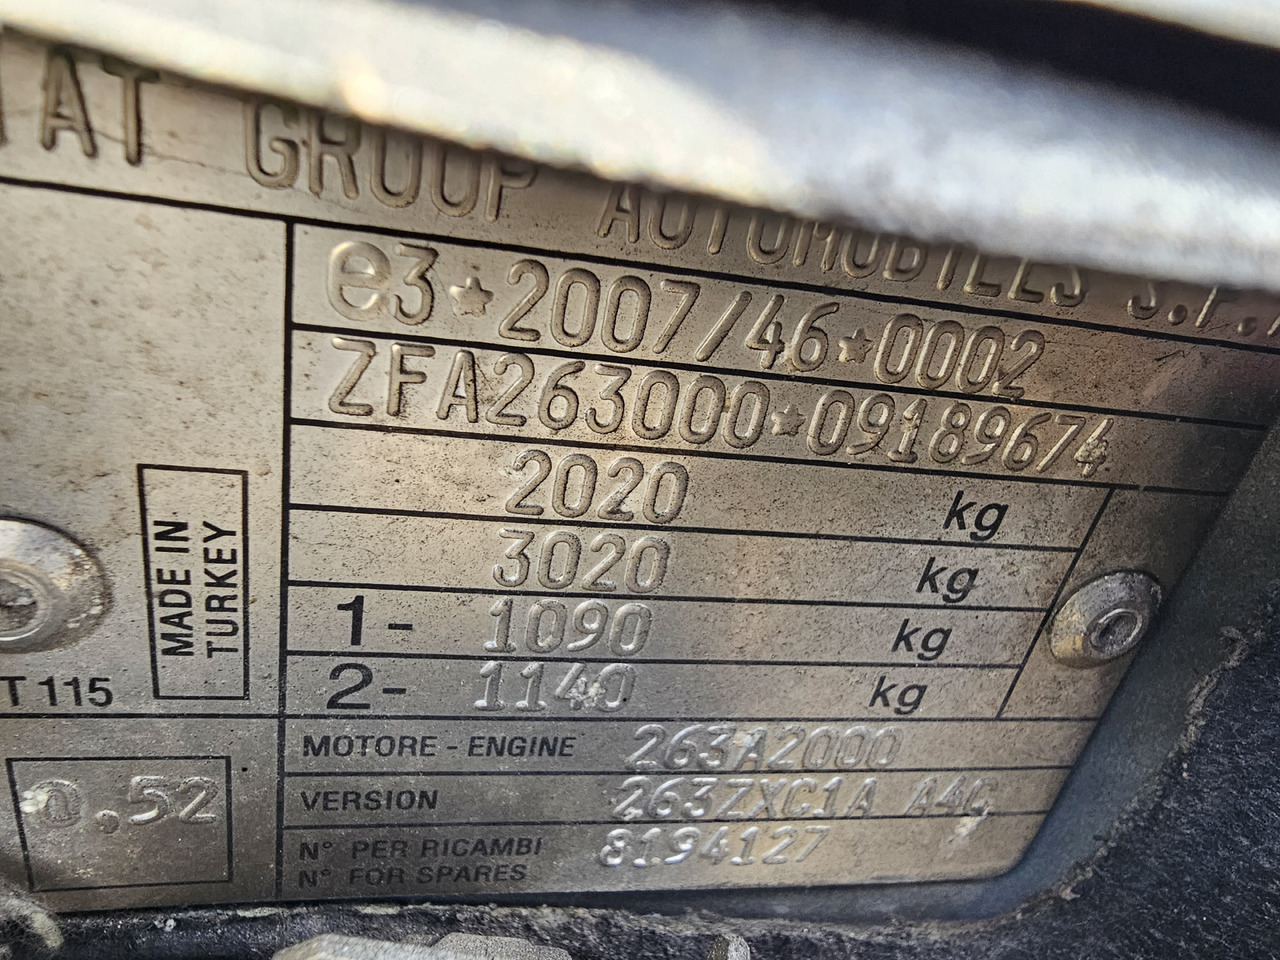 FIAT GROUP AUTOMOBILES S.P.A
e3*2007/46*0002
ZFA263000*09189674
2020 kg
3020 kg
1- 1090 kg
2- 1140 kg
MADE IN
TURKEY
T 115
0.52
MOTORE - ENGINE 263A2000
VERSION 263ZXC1A A4C
N° PER RICAMBI
N° FOR SPARES
8194127